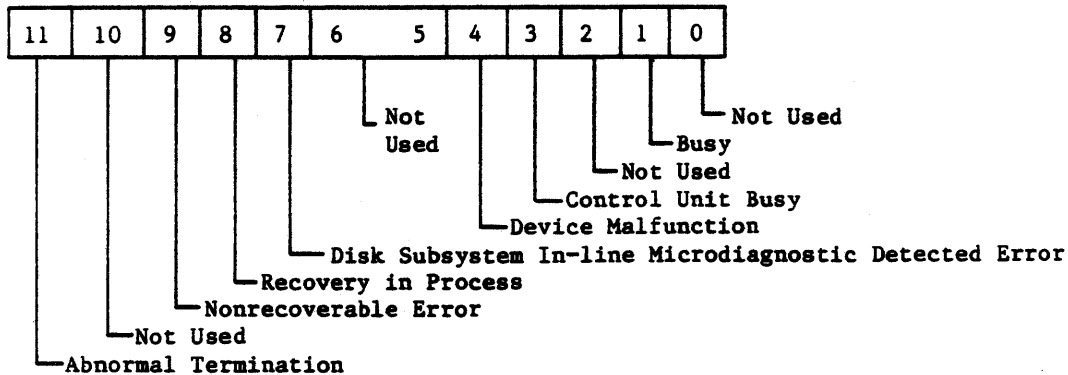 11 10 9 8 7 6 5 4 3 2 1 0
Not
Used
Not Used
Busy
Not Used
Control Unit Busy
Device Malfunction
Disk Subsystem In-line Microdiagnostic Detected Error
Recovery in Process
Nonrecoverable Error
Not Used
Abnormal Termination